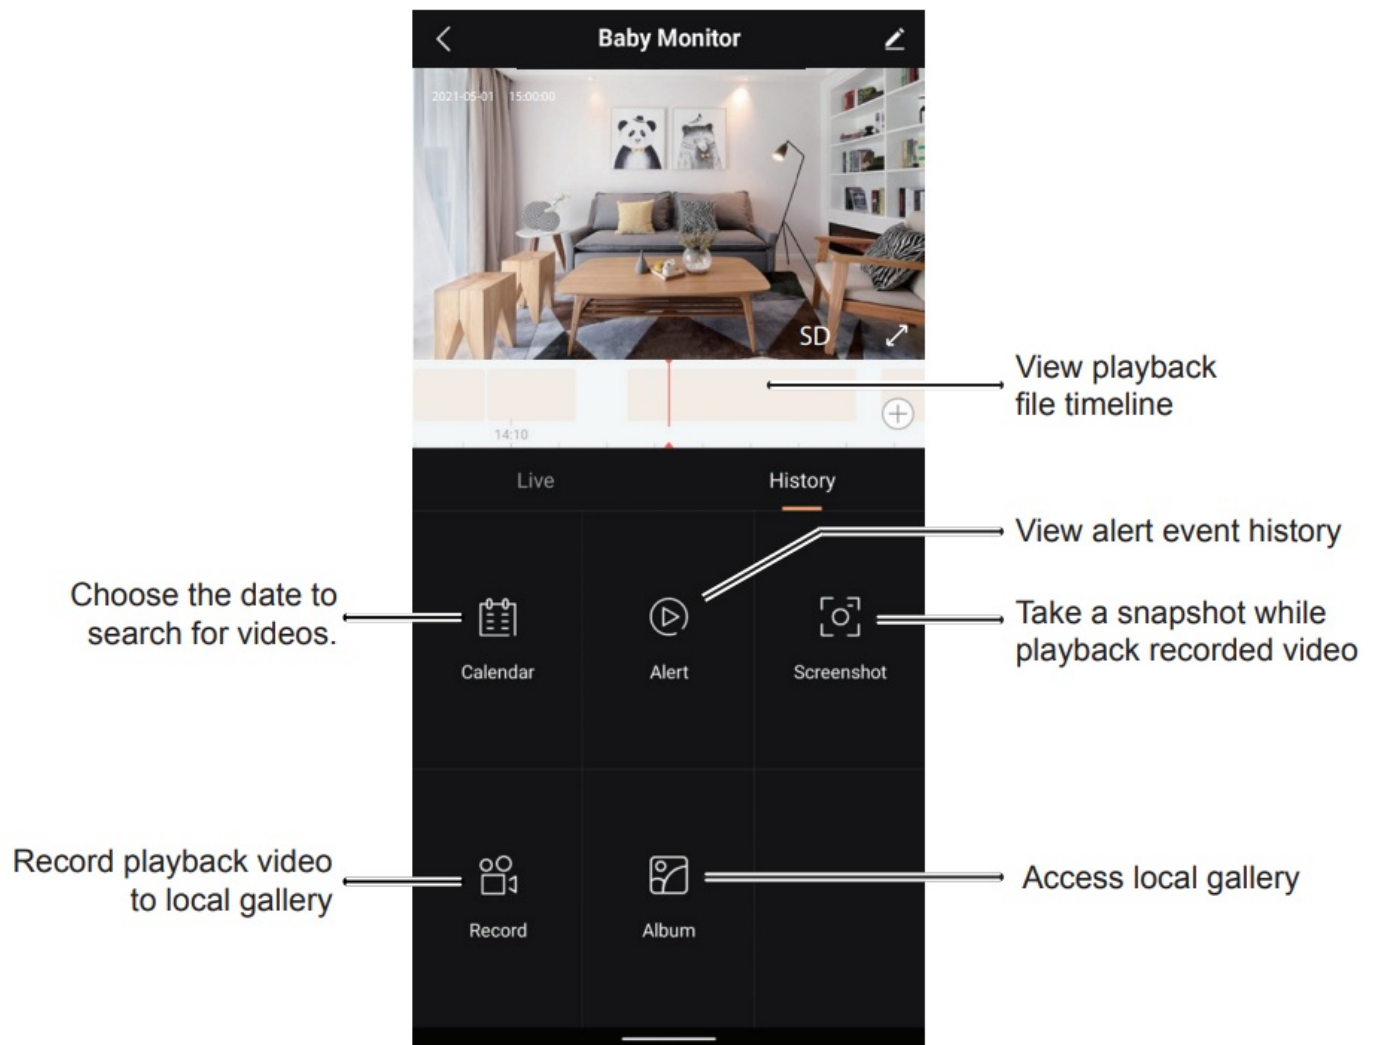 Baby Monitor
2021-05-01 15:00:00
SD
View playback
file timeline
14:10
Live
History
View alert event history
Choose the date to
search for videos.
Calendar
Alert
Screenshot
Take a snapshot while
playback recorded video
Record playback video
to local gallery
Record
Album
Access local gallery